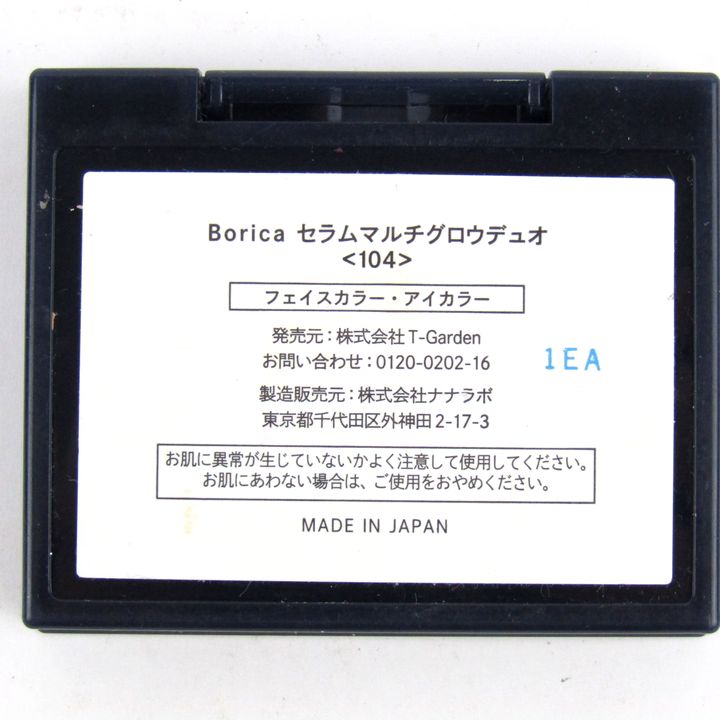 Borica セラムマルチグロウデュオ
<104>
フェイスカラー・アイカラー
発売元：株式会社T-Garden
お問い合わせ：0120-0202-16
1EA
製造販売元：株式会社ナナラボ
東京都千代田区外神田2-17-3
お肌に異常が生じていないかよく注意して使用してください。
お肌にあわない場合は、ご使用をおやめください。
MADE IN JAPAN